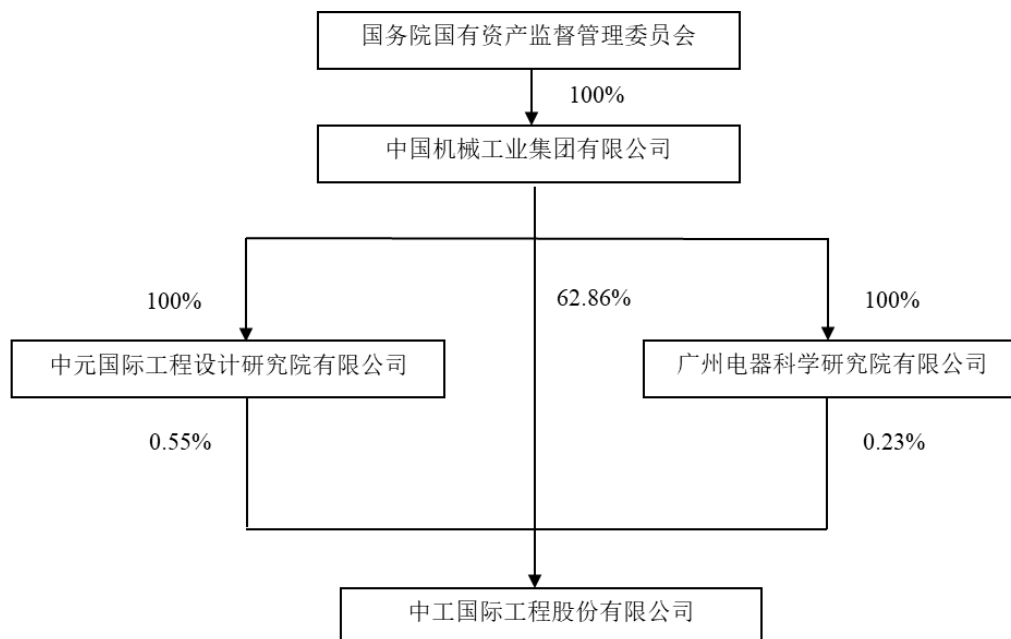 国务院国有资产监督管理委员会
100%
中国机械工业集团有限公司
100%
62.86%
100%
中元国际工程设计研究院有限公司
广州电器科学研究院有限公司
0.55%
0.23%
中工国际工程股份有限公司